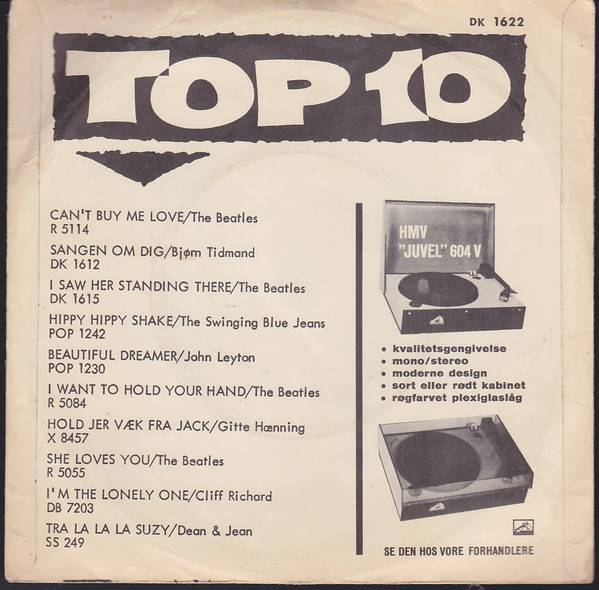 DK 1622
TOP 10
CAN'T BUY ME LOVE/The Beatles
R 5114
SANGEN OM DIG/Bjørn Tidmand
DK 1612
I SAW HER STANDING THERE/The Beatles
DK 1615
HIPPY HIPPY SHAKE/The Swinging Blue Jeans
POP 1242
BEAUTIFUL DREAMER/John Leyton
POP 1230
I WANT TO HOLD YOUR HAND/The Beatles
R 5084
HOLD JER VÆK FRA JACK/Gitte Hænning
X 8457
SHE LOVES YOU/The Beatles
R 5055
I'M THE LONELY ONE/Cliff Richard
DB 7203
TRA LA LA LA SUZY/Dean & Jean
SS 249
HMV
"JUVEL" 604 V
• kvalitetsgengivelse
• mono/stereo
• moderne design
• sort eller rødt kabinet
• røgfarvet plexiglaslåg
SE DEN HOS VORE FORHANDLERE